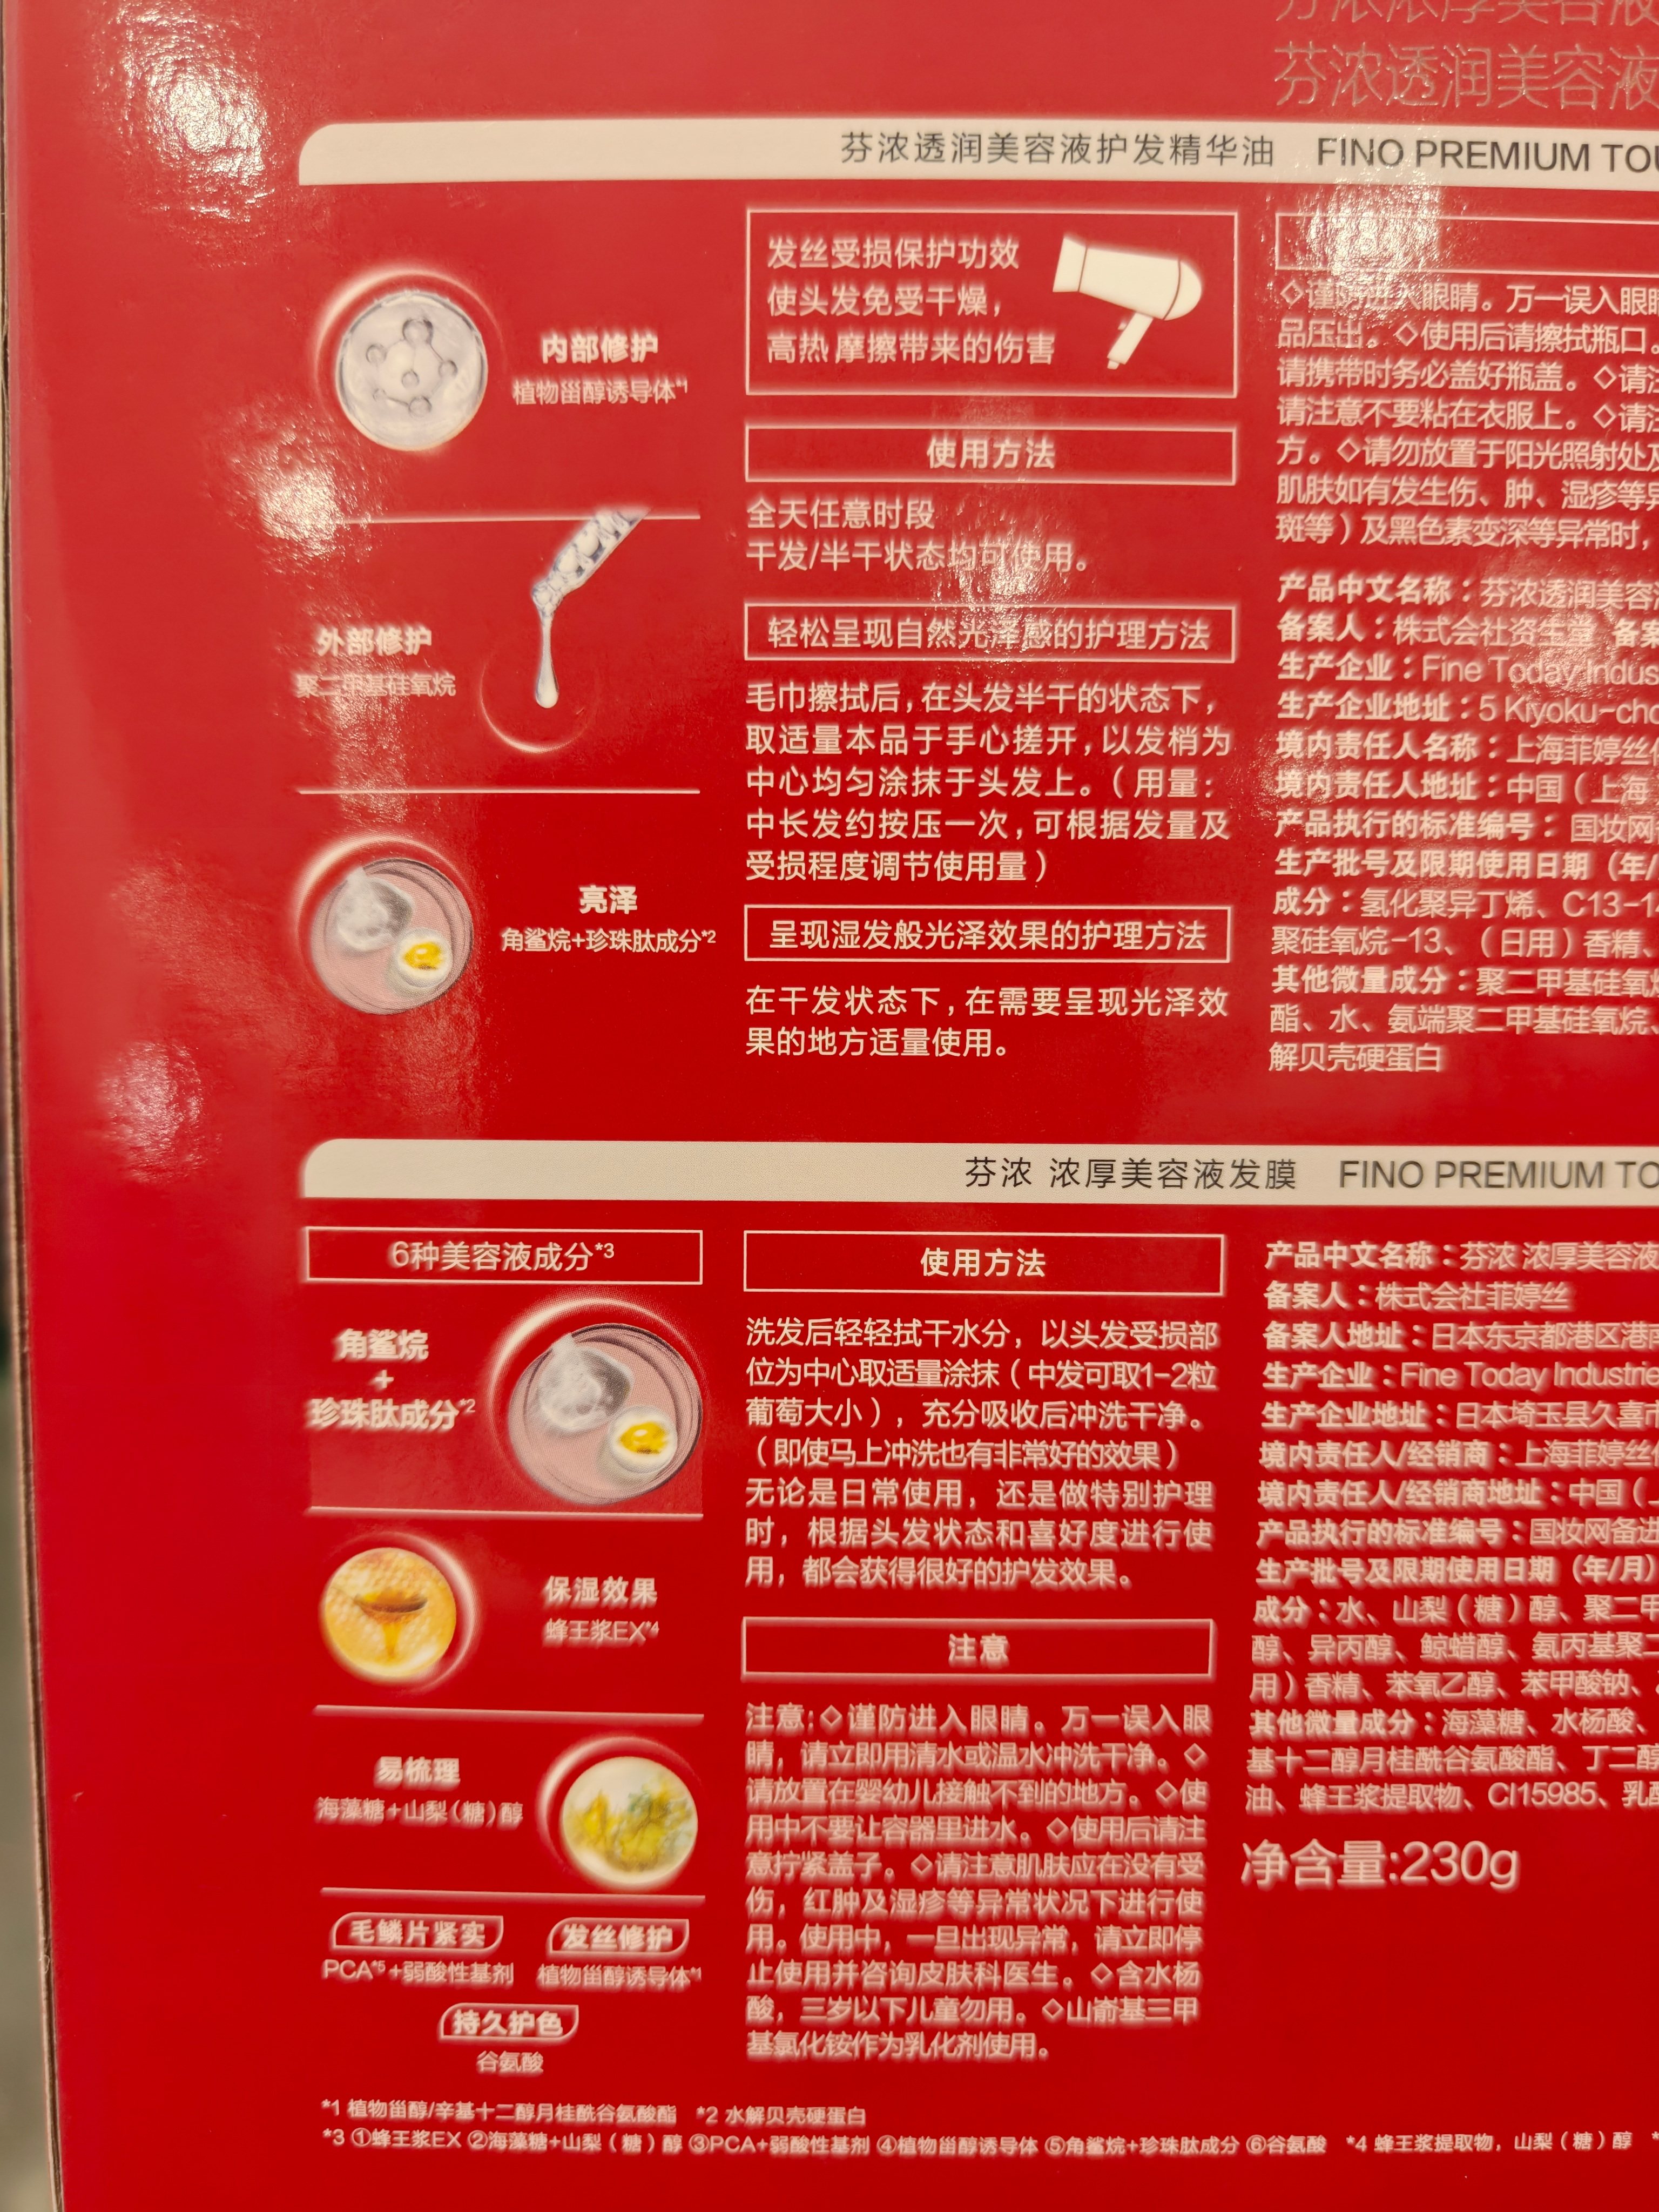 芬浓浓厚美容液
芬浓透润美容液
芬浓透润美容液护发精华油 FINO PREMIUM TOU
内部修护
植物甾醇诱导体*1
外部修护
聚二甲基硅氧烷
亮泽
角鲨烷+珍珠肽成分*2
发丝受损保护功效
使头发免受干燥，
高热 摩擦带来的伤害
使用方法
全天任意时段
干发/半干状态均可使用。
轻松呈现自然光泽感的护理方法
毛巾擦拭后，在头发半干的状态下，
取适量本品于手心搓开，以发梢为
中心均匀涂抹于头发上。（用量：
中长发约按压一次，可根据发量及
受损程度调节使用量）
呈现湿发般光泽效果的护理方法
在干发状态下，在需要呈现光泽效
果的地方适量使用。
◇谨防进入眼睛。万一误入眼
品压出。◇使用后请擦拭瓶口。
请携带时务必盖好瓶盖。◇请注
请注意不要粘在衣服上。◇请注
方。◇请勿放置于阳光照射处及
肌肤如有发生伤、肿、湿疹等异
斑等）及黑色素变深等异常时，
产品中文名称：芬浓透润美容
备案人：株式会社资生堂 备案
生产企业：Fine Today Indus
生产企业地址：5 Kiyoku-cho
境内责任人名称：上海菲婷丝
境内责任人地址：中国（上海
产品执行的标准编号：国妆网
生产批号及限期使用日期（年/
成分：氢化聚异丁烯、C13-1
聚硅氧烷-13、（日用）香精、
其他微量成分：聚二甲基硅氧烷
酯、水、氨端聚二甲基硅氧烷、
解贝壳硬蛋白
芬浓 浓厚美容液发膜 FINO PREMIUM TO
6种美容液成分*3
角鲨烷
+
珍珠肽成分*2
保湿效果
蜂王浆EX*4
易梳理
海藻糖+山梨（糖）醇
毛鳞片紧实 发丝修护
PCA*5+弱酸性基剂 植物甾醇诱导体*1
持久护色
谷氨酸
使用方法
洗发后轻轻拭干水分，以头发受损部
位为中心取适量涂抹（中发可取1-2粒
葡萄大小），充分吸收后冲洗干净。
（即使马上冲洗也有非常好的效果）
无论是日常使用，还是做特别护理
时，根据头发状态和喜好度进行使
用，都会获得很好的护发效果。
注意
注意:◇谨防进入眼睛。万一误入眼
睛，请立即用清水或温水冲洗干净。◇
请放置在婴幼儿接触不到的地方。◇使
用中不要让容器里进水。◇使用后请注
意拧紧盖子。◇请注意肌肤应在没有受
伤，红肿及湿疹等异常状况下进行使
用。使用中，一旦出现异常，请立即停
止使用并咨询皮肤科医生。◇含水杨
酸，三岁以下儿童勿用。◇山嵛基三甲
基氯化铵作为乳化剂使用。
产品中文名称：芬浓 浓厚美容液
备案人：株式会社菲婷丝
备案人地址：日本东京都港区港南
生产企业：Fine Today Industrie
生产企业地址：日本埼玉县久喜市
境内责任人/经销商：上海菲婷丝
境内责任人/经销商地址：中国（上
产品执行的标准编号：国妆网备进
生产批号及限期使用日期（年/月）
成分：水、山梨（糖）醇、聚二甲
醇、异丙醇、鲸蜡醇、氨丙基聚二
用）香精、苯氧乙醇、苯甲酸钠、
其他微量成分：海藻糖、水杨酸、
基十二醇月桂酰谷氨酸酯、丁二醇
油、蜂王浆提取物、CI15985、乳酸
净含量:230g
*1 植物甾醇/辛基十二醇月桂酰谷氨酸酯 *2 水解贝壳硬蛋白
*3 ①蜂王浆EX ②海藻糖+山梨（糖）醇 ③PCA+弱酸性基剂 ④植物甾醇诱导体 ⑤角鲨烷+珍珠肽成分 ⑥谷氨酸 *4 蜂王浆提取物，山梨（糖）醇 *